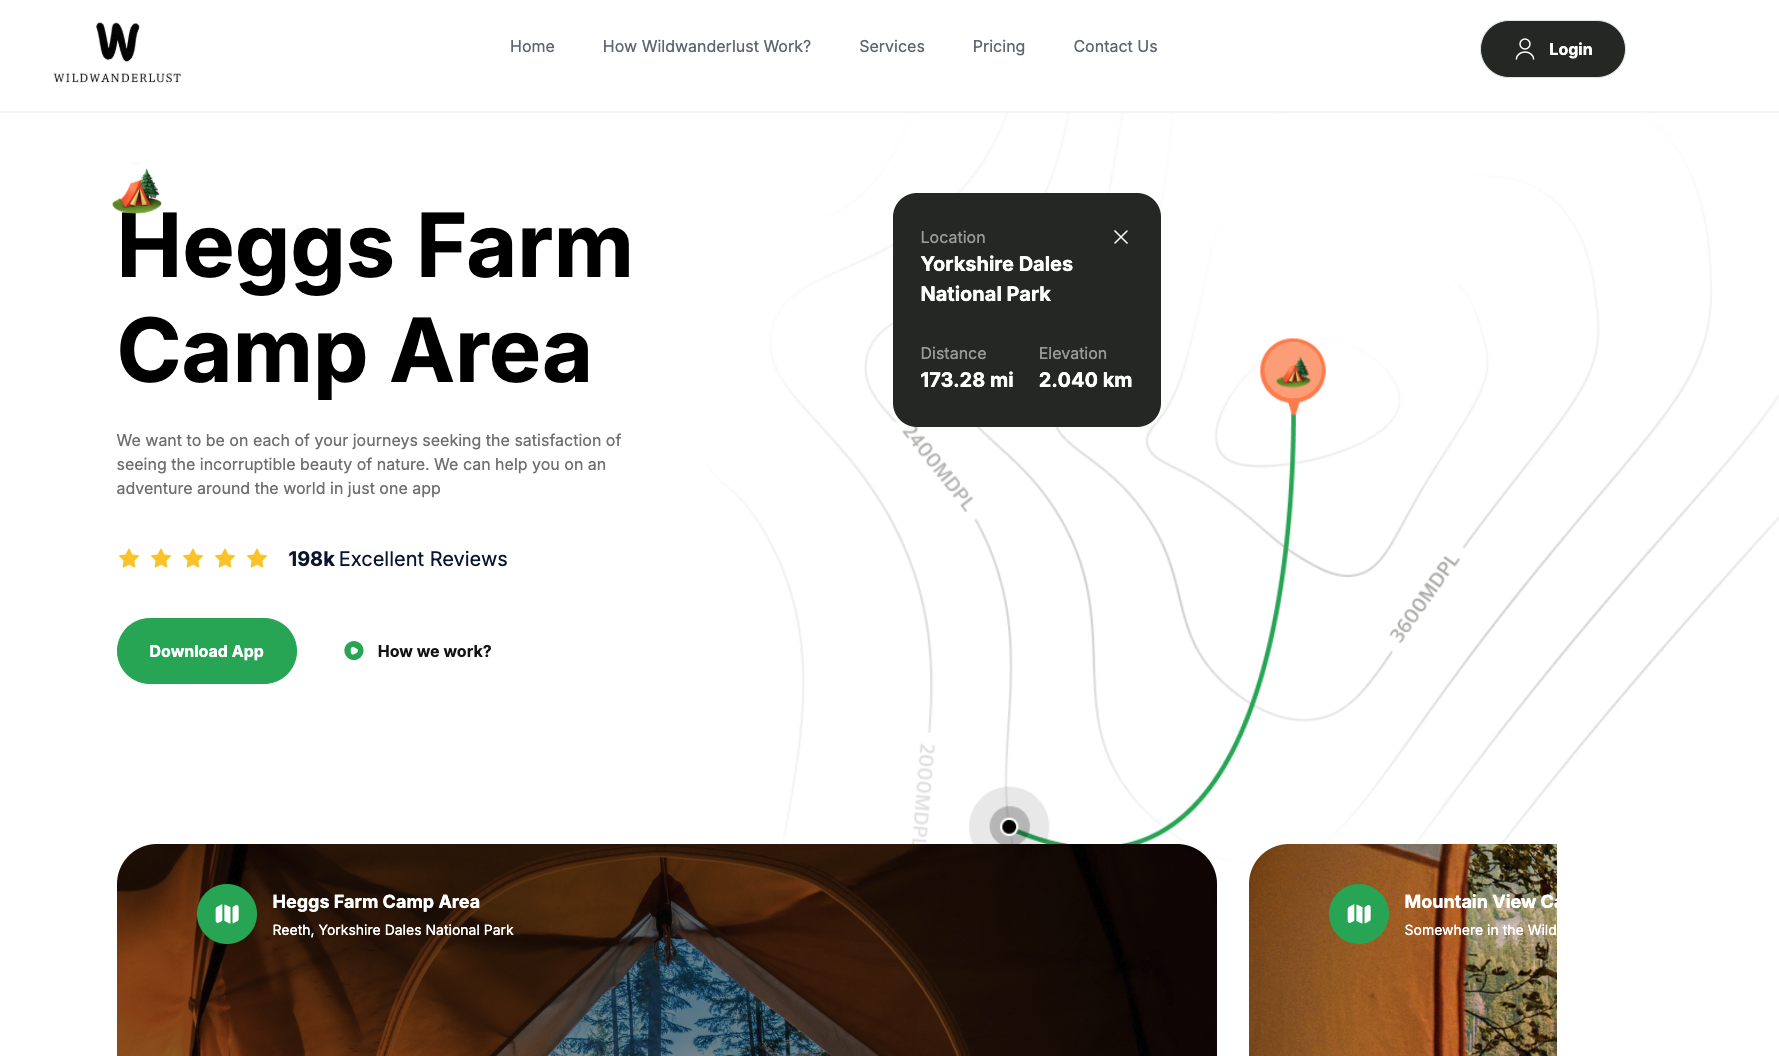 W
WILDWANDERLUST
Home
How Wildwanderlust Work?
Services
Pricing
Contact Us
Login
Heggs Farm
Camp Area
We want to be on each of your journeys seeking the satisfaction of
seeing the incorruptible beauty of nature. We can help you on an
adventure around the world in just one app
198k Excellent Reviews
Download App
How we work?
Location
Yorkshire Dales
National Park
Distance
Elevation
173.28 mi
2.040 km
2400MDPL
3600MDPL
2000MDPL
Heggs Farm Camp Area
Reeth, Yorkshire Dales National Park
Mountain View
Somewhere in the Wild